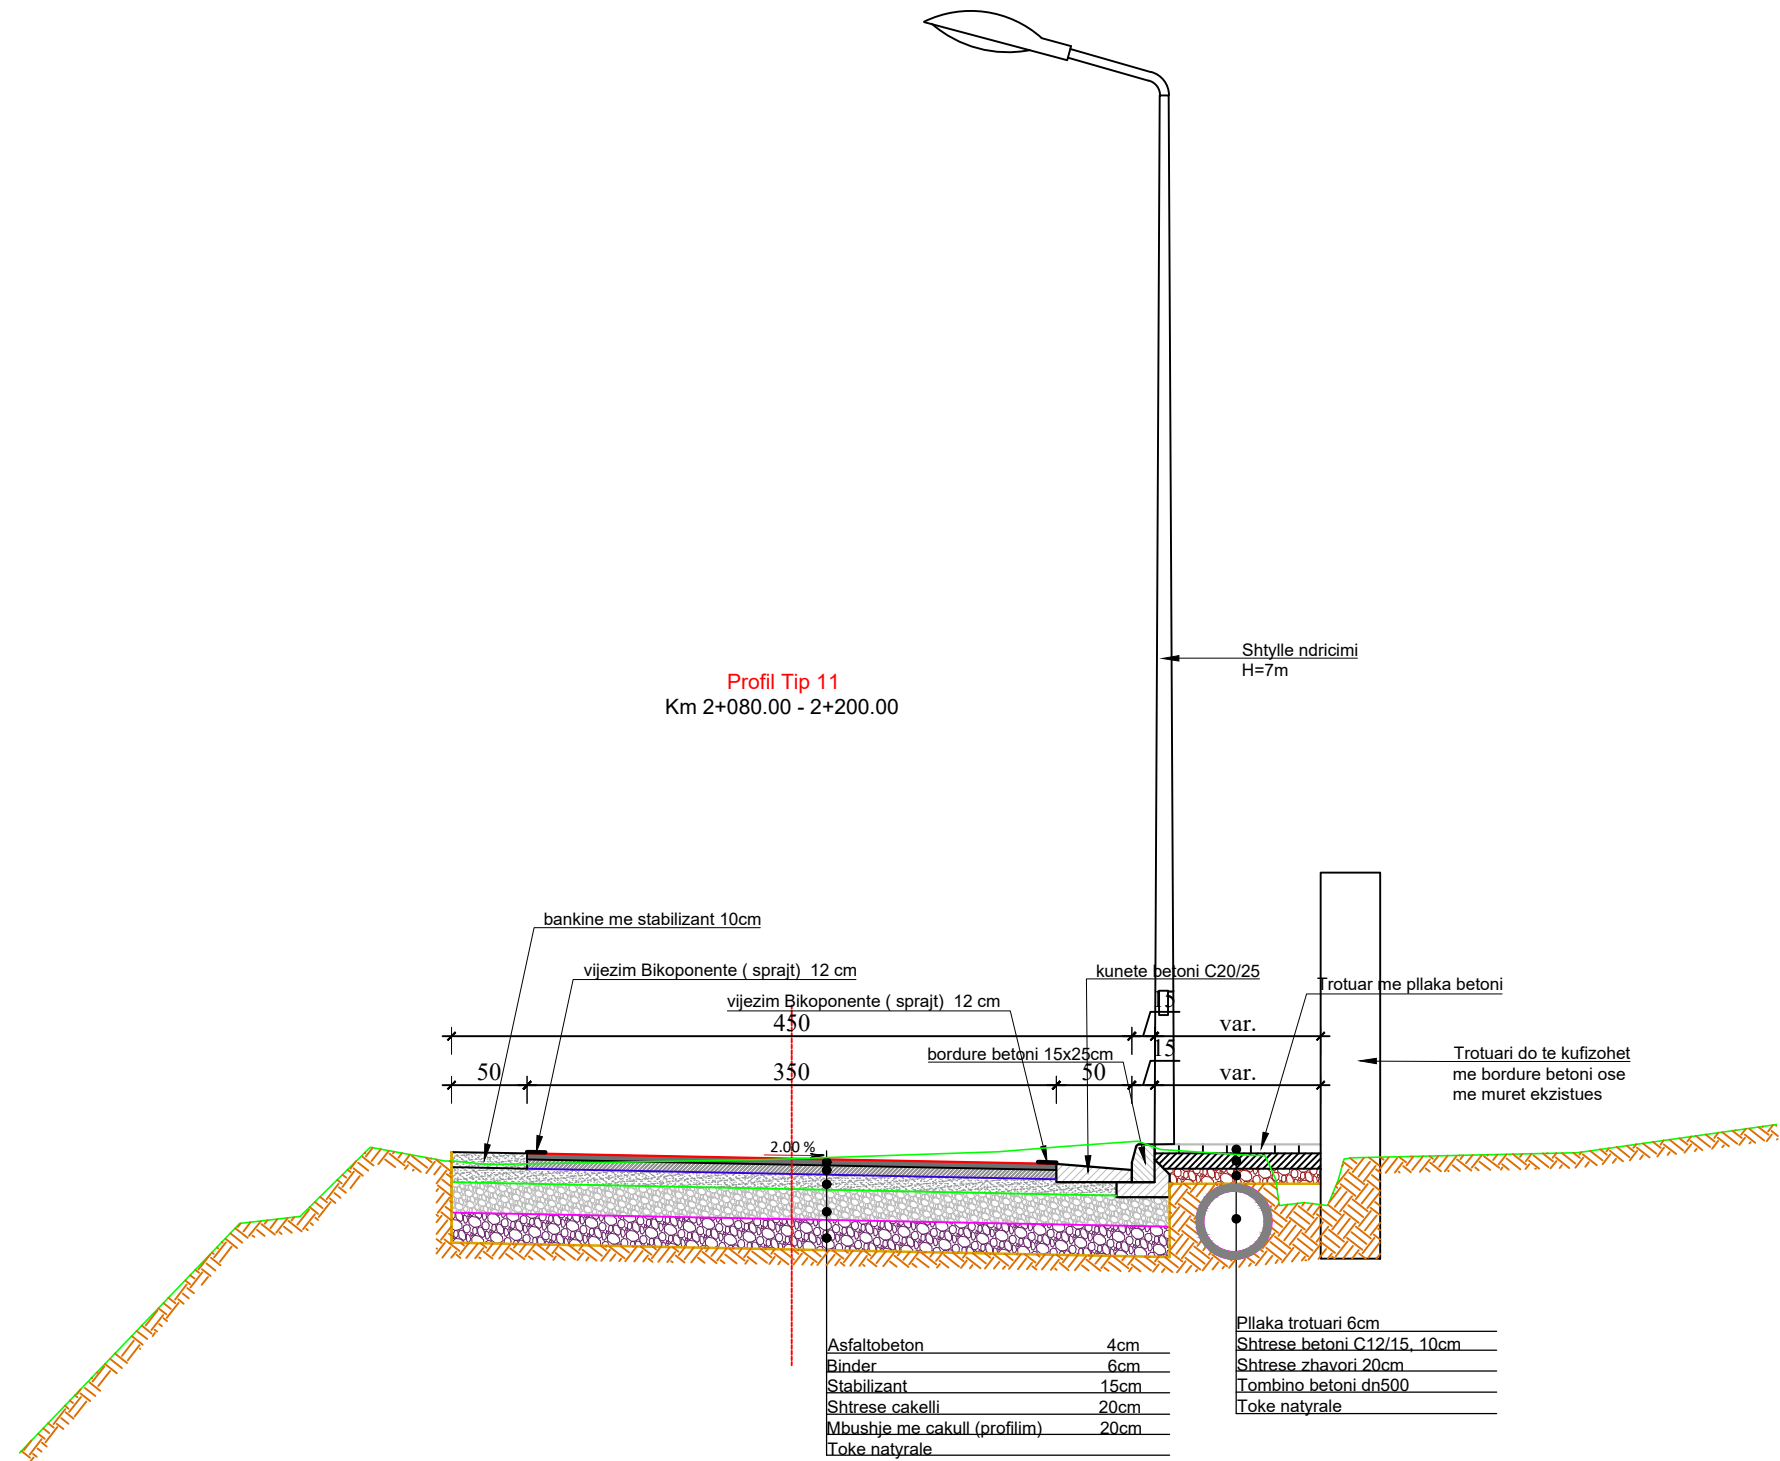 Shtylle ndricimi
H=7m
Profil Tip 11
Km 2+080.00 - 2+200.00
bankine me stabilizant 10cm
vijezim Bikoponente ( sprajt)  12 cm
kunete betoni C20/25
Trotuar me pllaka betoni
vijezim Bikoponente ( sprajt)  12 cm
15
450
var.
bordure betoni 15x25cm
15
Trotuari do te kufizohet
me bordure betoni ose
me muret ekzistues
50
350
50
var.
2.00 %
Asfaltobeton 4cm
Binder 6cm
Stabilizant 15cm
Shtrese cakelli 20cm
Mbushje me cakull (profilim) 20cm
Toke natyrale
Pllaka trotuari 6cm
Shtrese betoni C12/15, 10cm
Shtrese zhavori 20cm
Tombino betoni dn500
Toke natyrale